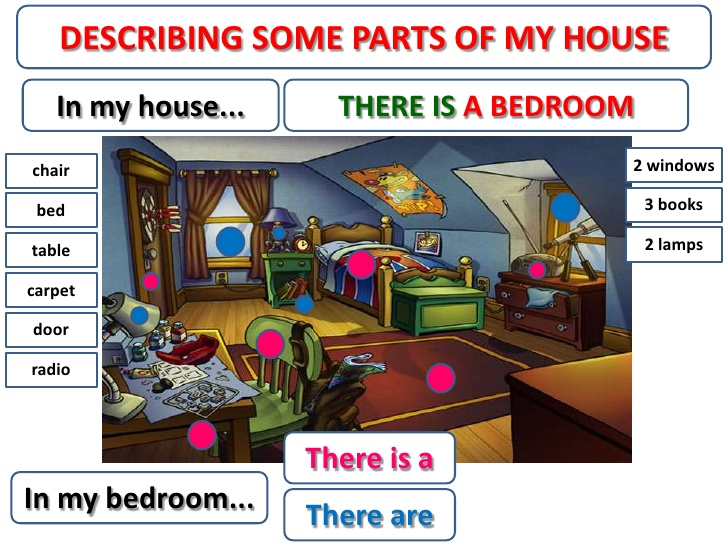 DESCRIBING SOME PARTS OF MY HOUSE
In my house...
THERE IS A BEDROOM
chair
bed
table
carpet
door
radio
2 windows
3 books
2 lamps
There is a
In my bedroom...
There are